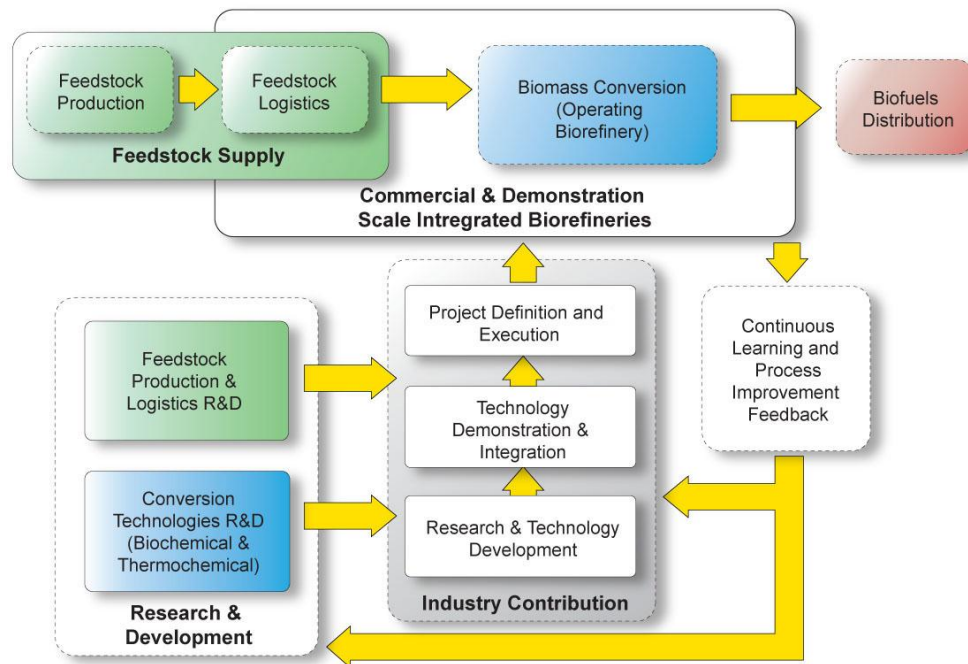 Feedstock
Production
Feedstock
Logistics
Feedstock Supply
Biomass Conversion
(Operating
Biorefinery)
Biofuels
Distribution
Commercial & Demonstration
Scale Intregrated Biorefineries
Feedstock
Production &
Logistics R&D
Conversion
Technologies R&D
(Biochemical &
Thermochemical)
Research &
Development
Project Definition and
Execution
Technology
Demonstration &
Integration
Research & Technology
Development
Industry Contribution
Continuous
Learning and
Process
Improvement
Feedback